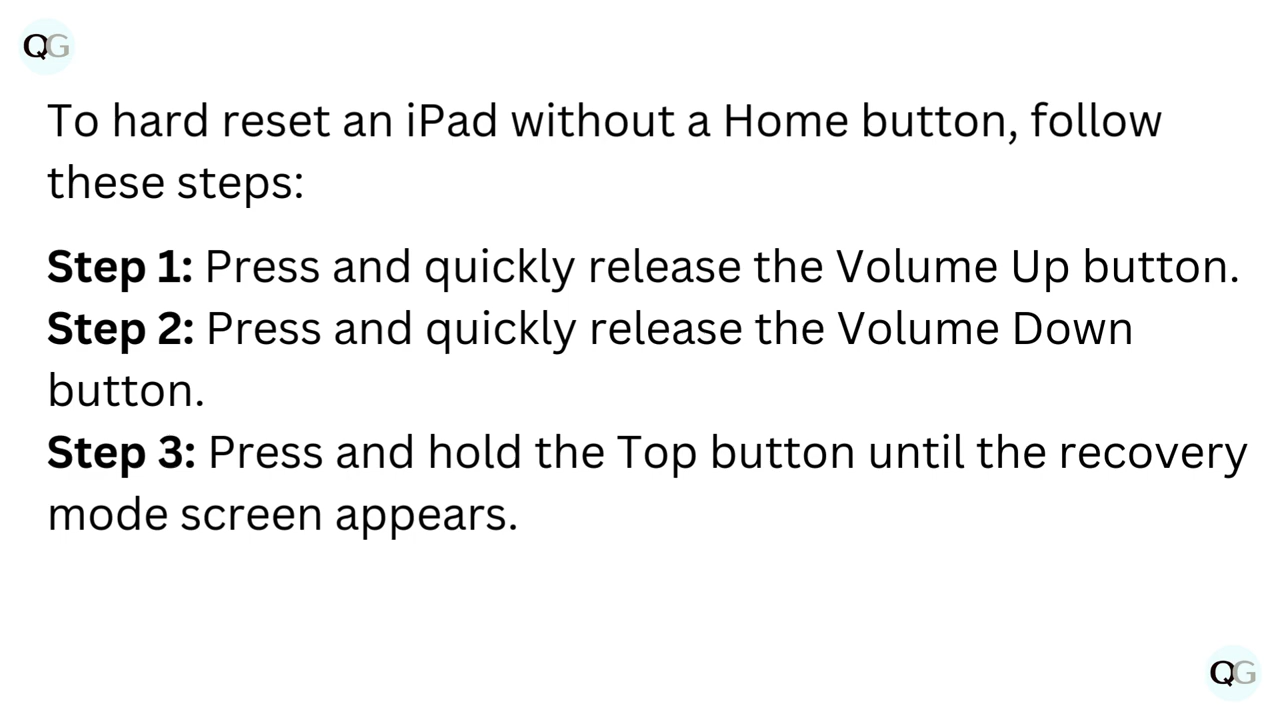 QG
To hard reset an iPad without a Home button, follow
these steps:
Step 1: Press and quickly release the Volume Up button.
Step 2: Press and quickly release the Volume Down
button.
Step 3: Press and hold the Top button until the recovery
mode screen appears.
QG